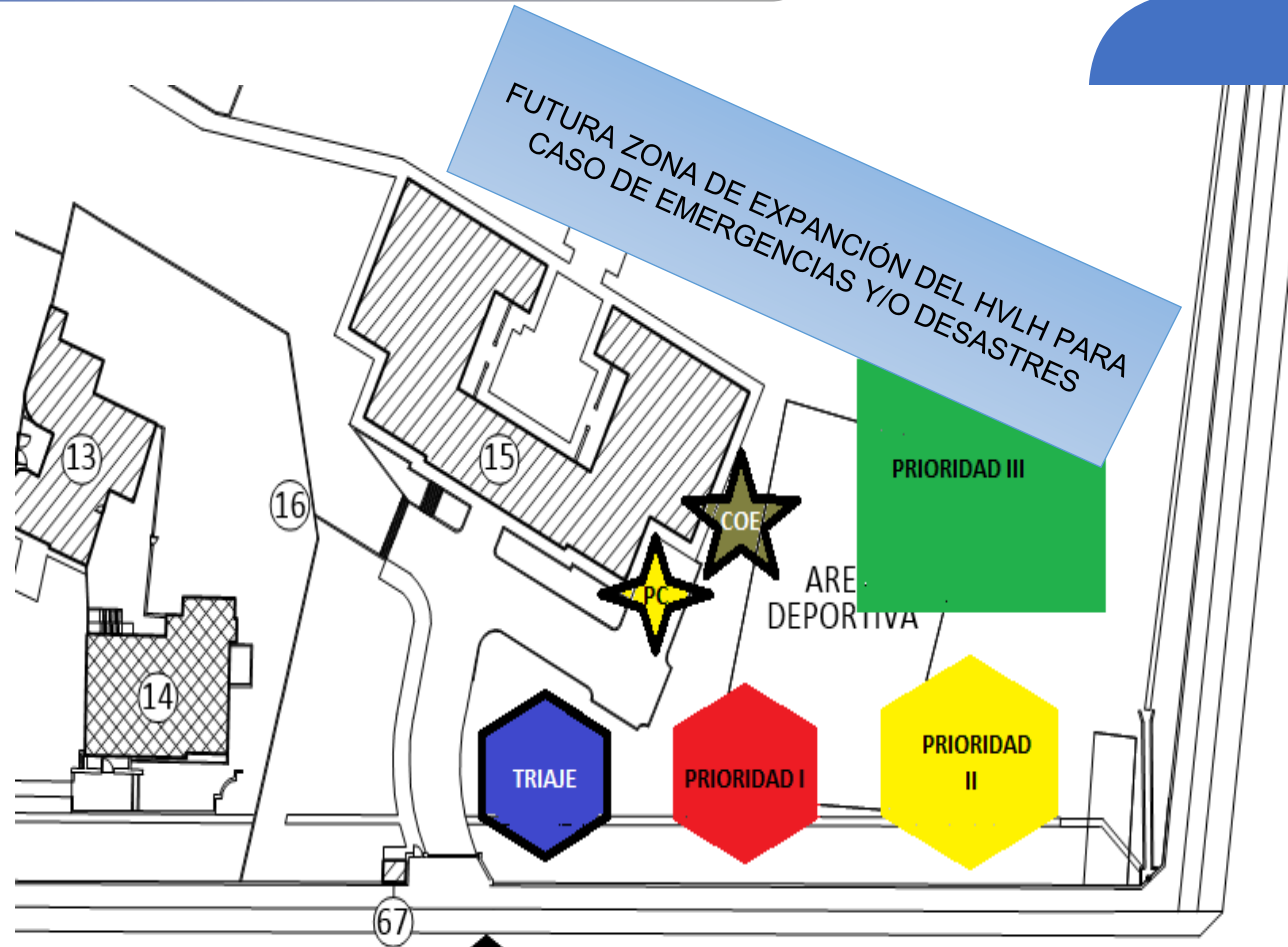 FUTURA ZONA DE EXPANCIÓN DEL HVLH PARA
CASO DE EMERGENCIAS Y/O DESASTRES
PRIORIDAD III
13
15
16
COE
PC
ARE
DEPORTIVA
14
TRIAJE
PRIORIDAD I
PRIORIDAD
II
67